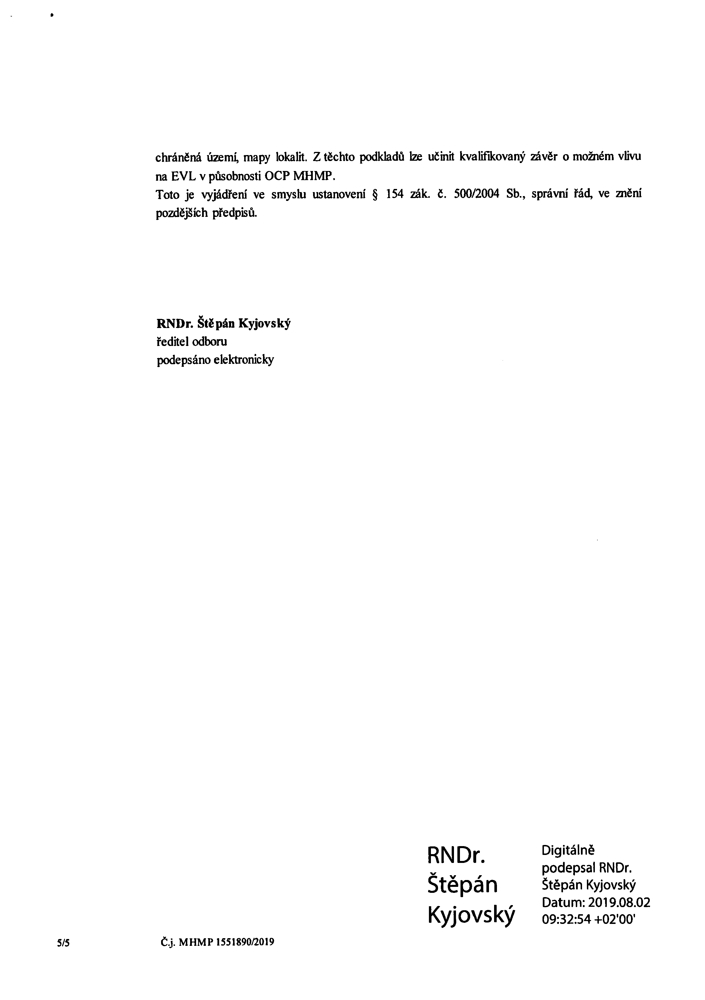 chráněná území, mapy lokalit. Z těchto podkladů lze učinit kvalifikovaný závěr o možném vlivu
na EVL v působnosti OCP MHMP.
Toto je vyjádření ve smyslu ustanovení § 154 zák. č. 500/2004 Sb., správní řád, ve znění
pozdějších předpisů.
RNDr. Štěpán Kyjovský
ředitel odboru
podepsáno elektronicky
RNDr.
Štěpán
Kyjovský
Digitálně
podepsal RNDr.
Štěpán Kyjovský
Datum: 2019.08.02
09:32:54 +02'00'
5/5 Č.j. MHMP 1551890/2019